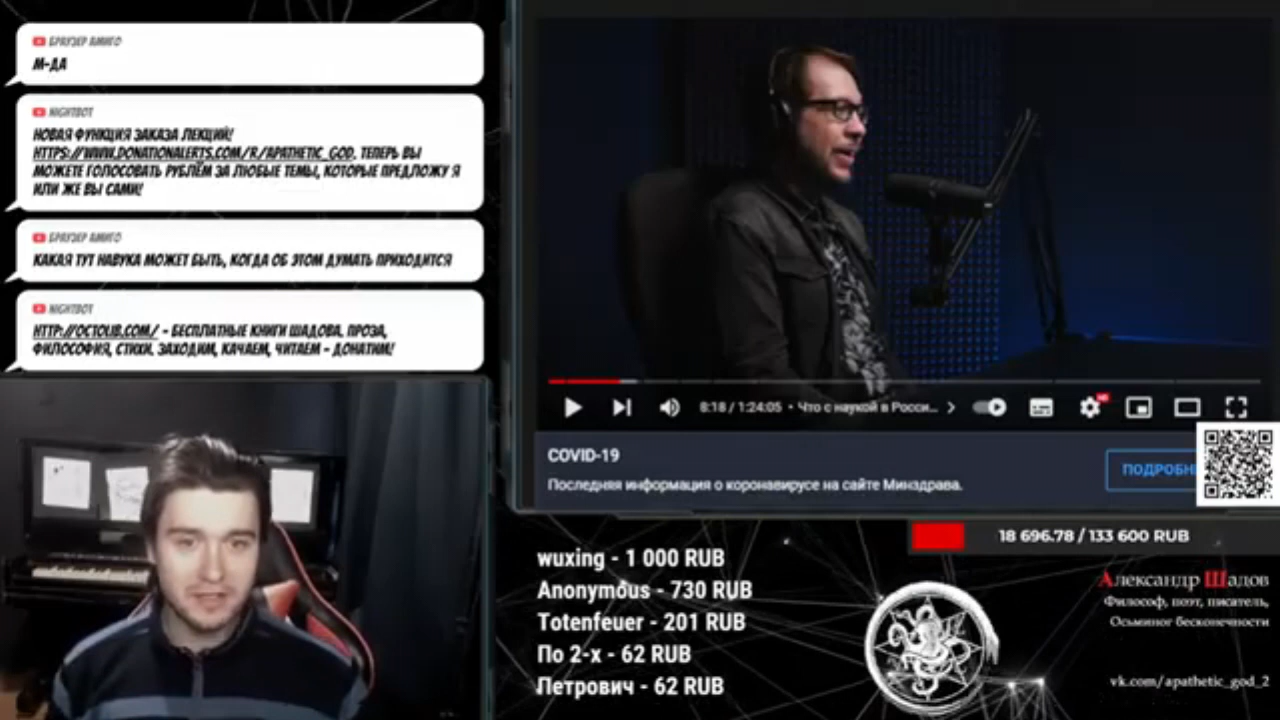 БРАУЗЕР АМИГО
М-ДА
NIGHTBOT
НОВАЯ ФУНКЦИЯ ЗАКАЗА ЛЕКЦИЙ!
HTTPS://WWW.DONATIONALERTS.COM/R/APATHETIC_GOD. ТЕПЕРЬ ВЫ
МОЖЕТЕ ГОЛОСОВАТЬ РУБЛЁМ ЗА ЛЮБЫЕ ТЕМЫ, КОТОРЫЕ ПРЕДЛОЖУ Я
ИЛИ ЖЕ ВЫ САМИ!
БРАУЗЕР АМИГО
КАКАЯ ТУТ НАВУКА МОЖЕТ БЫТЬ, КОГДА ОБ ЭТОМ ДУМАТЬ ПРИХОДИТСЯ
NIGHTBOT
HTTP://OCTOLIB.COM/ - БЕСПЛАТНЫЕ КНИГИ ШАДОВА. ПРОЗА,
ФИЛОСОФИЯ, СТИХИ. ЗАХОДИМ, КАЧАЕМ, ЧИТАЕМ - ДОНАТИМ!
8:18 / 1:24:05 • Что с наукой в Росси...
COVID-19
Последняя информация о коронавирусе на сайте Минздрава.
ПОДРОБН
18 696.78 / 133 600 RUB
wuxing - 1 000 RUB
Anonymous - 730 RUB
Totenfeuer - 201 RUB
По 2-х - 62 RUB
Петрович - 62 RUB
Александр Шадов
Философ, поэт, писатель,
Осьминог бесконечности
vk.com/apathetic_god_2